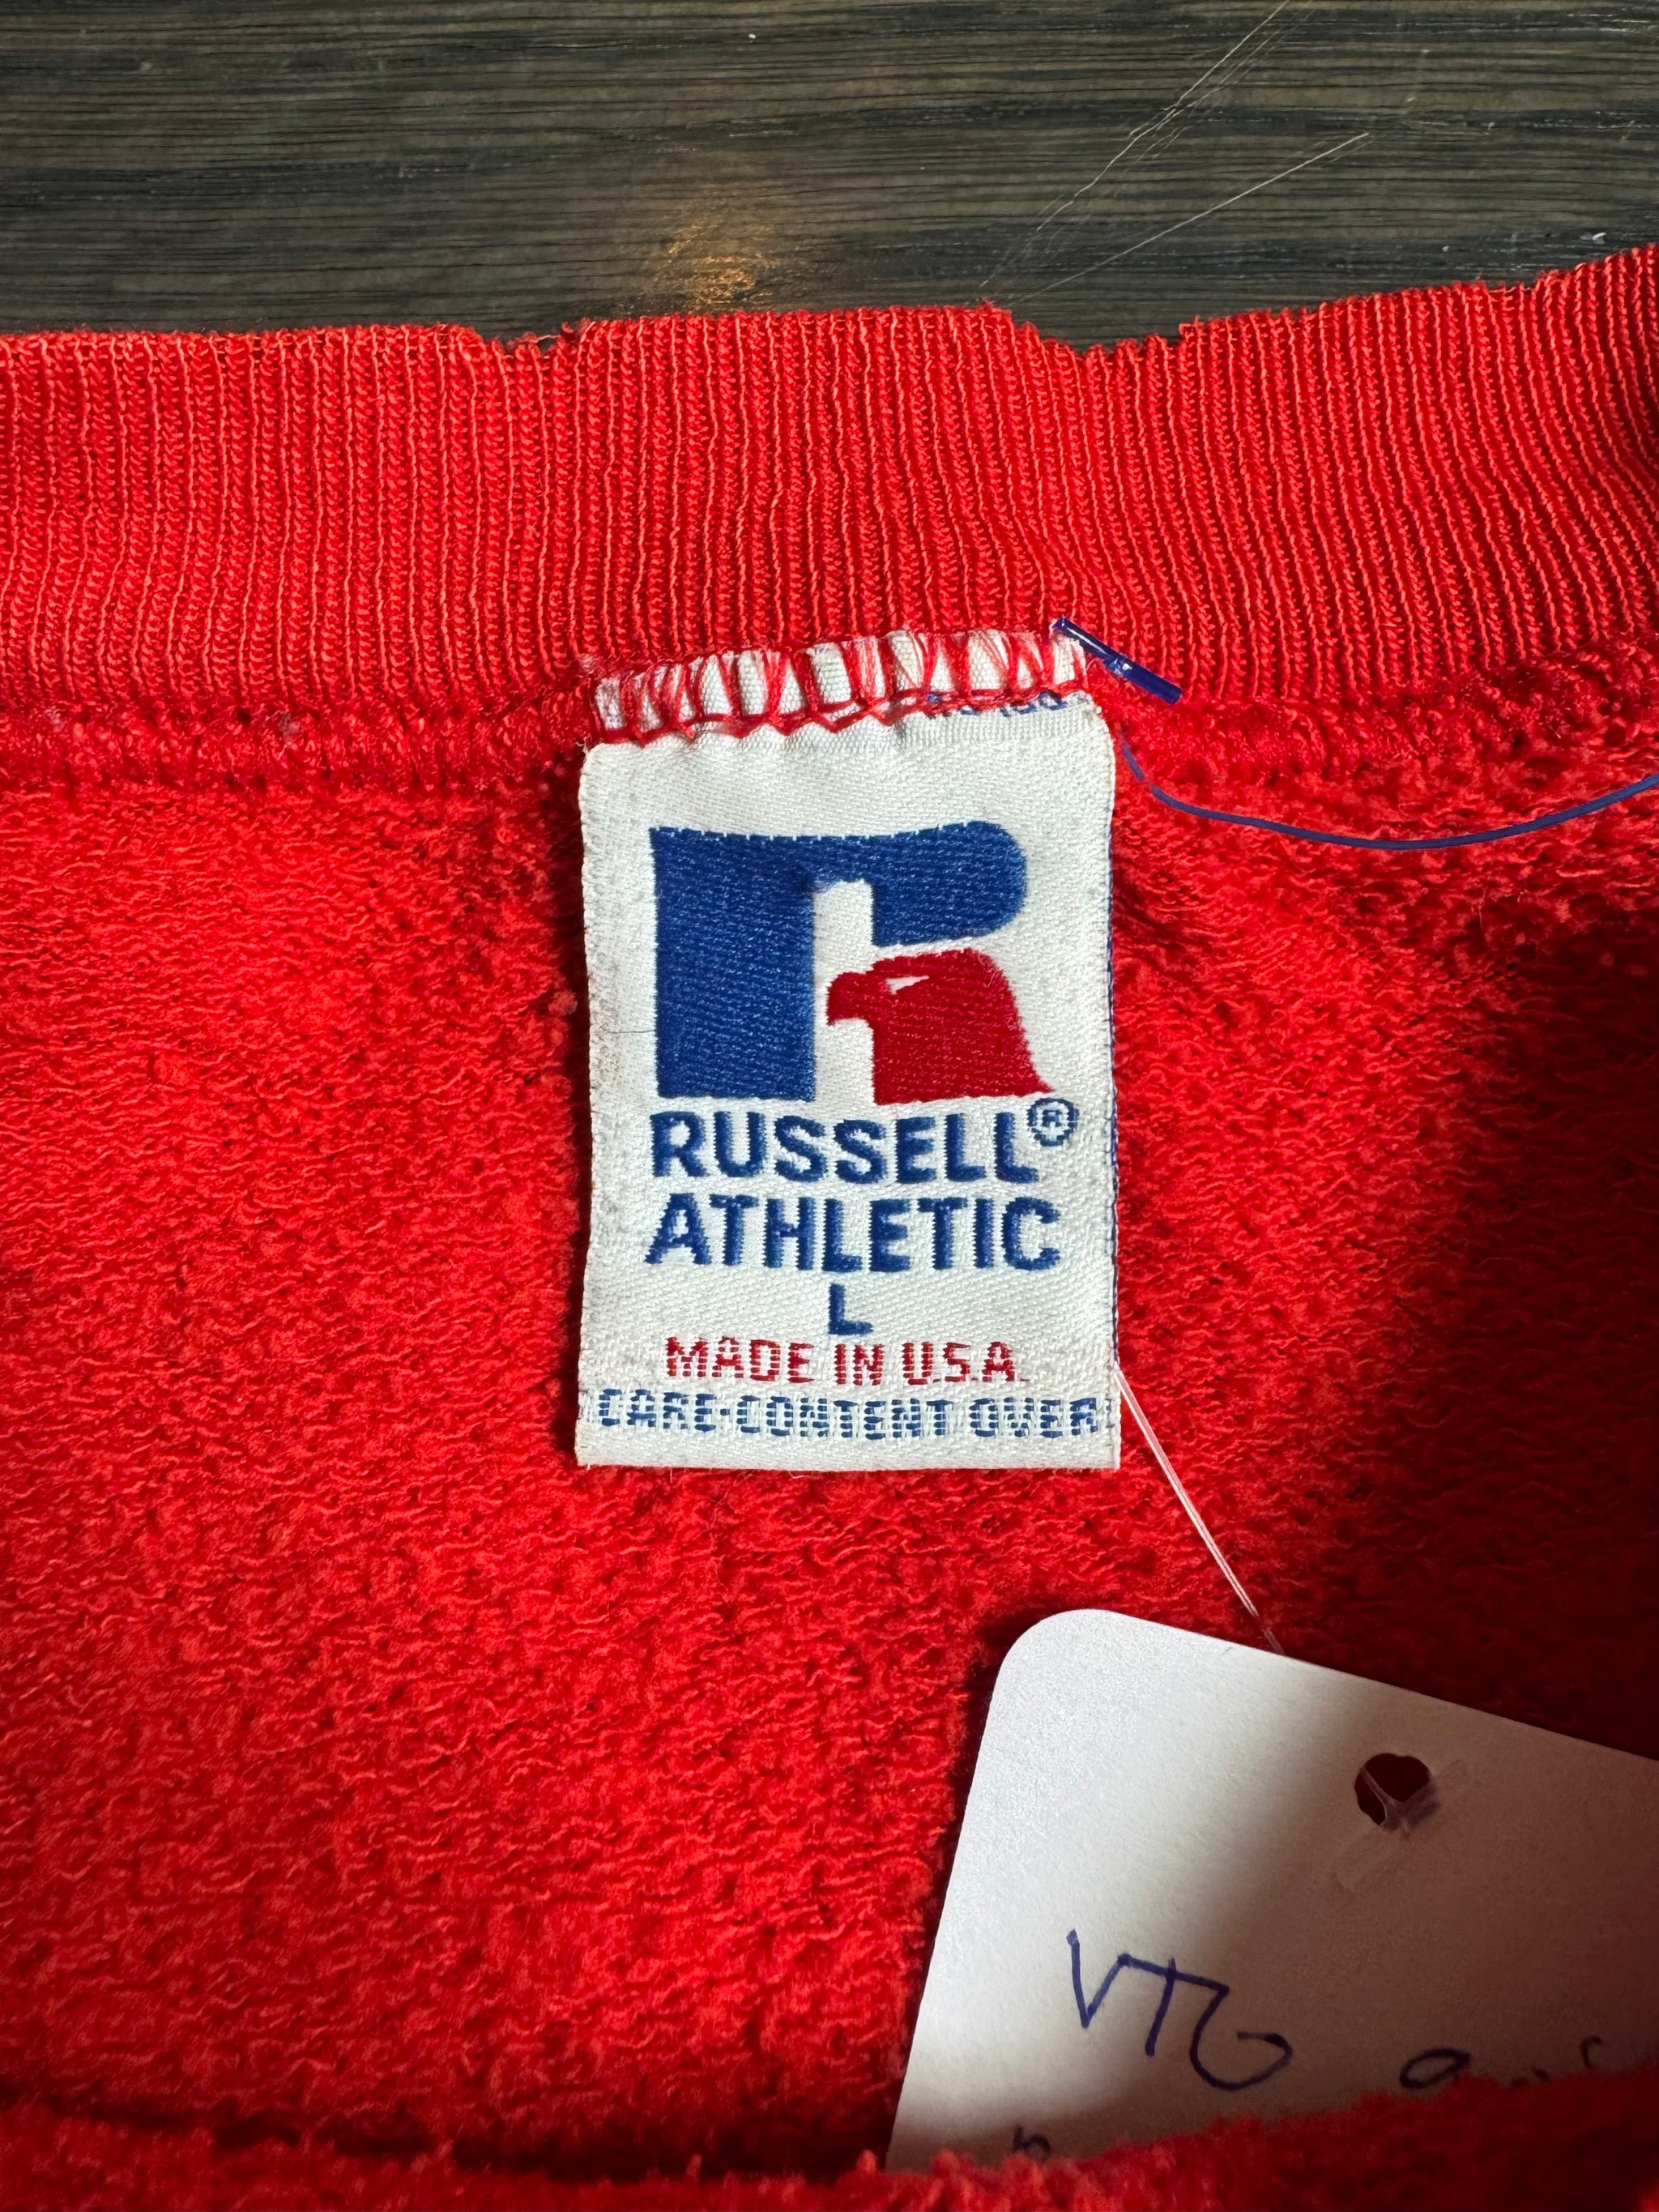 RUSSELL®
ATHLETIC
L
MADE IN U.S.A.
CARE-CONTENT OVER
VTG